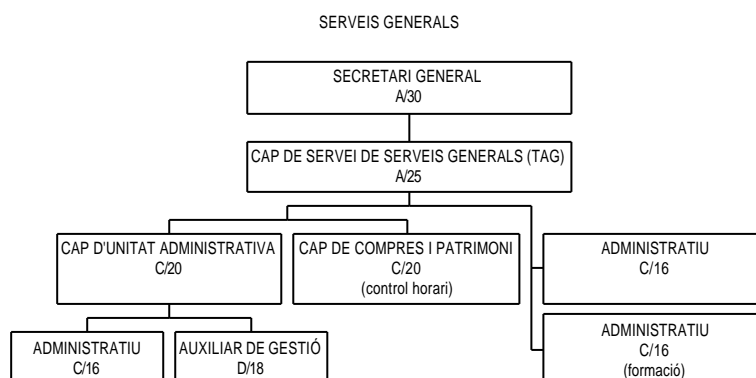 SERVEIS GENERALS
SECRETARI GENERAL
A/30
CAP DE SERVEI DE SERVEIS GENERALS (TAG)
A/25
CAP D'UNITAT ADMINISTRATIVA
C/20
CAP DE COMPRES I PATRIMONI
C/20
(control horari)
ADMINISTRATIU
C/16
ADMINISTRATIU
C/16
(formació)
ADMINISTRATIU
C/16
AUXILIAR DE GESTIÓ
D/18